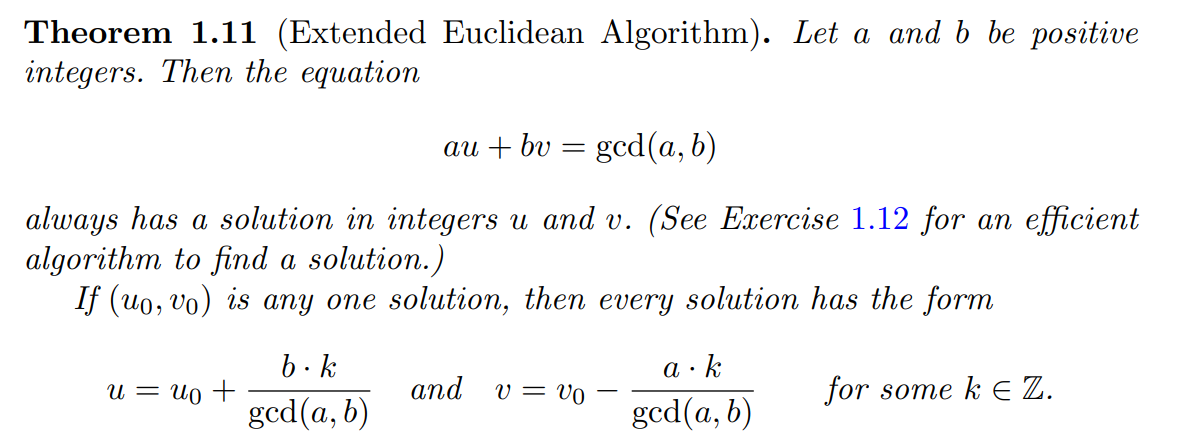 Theorem 1.11 (Extended Euclidean Algorithm). Let a and b be positive
integers. Then the equation
au + bv = gcd(a, b)
always has a solution in integers u and v. (See Exercise 1.12 for an efficient
algorithm to find a solution.)
If (u₀, v₀) is any one solution, then every solution has the form
u = u₀ + \frac{b · k}{gcd(a, b)} and v = v₀ − \frac{a · k}{gcd(a, b)} for some k ∈ ℤ.